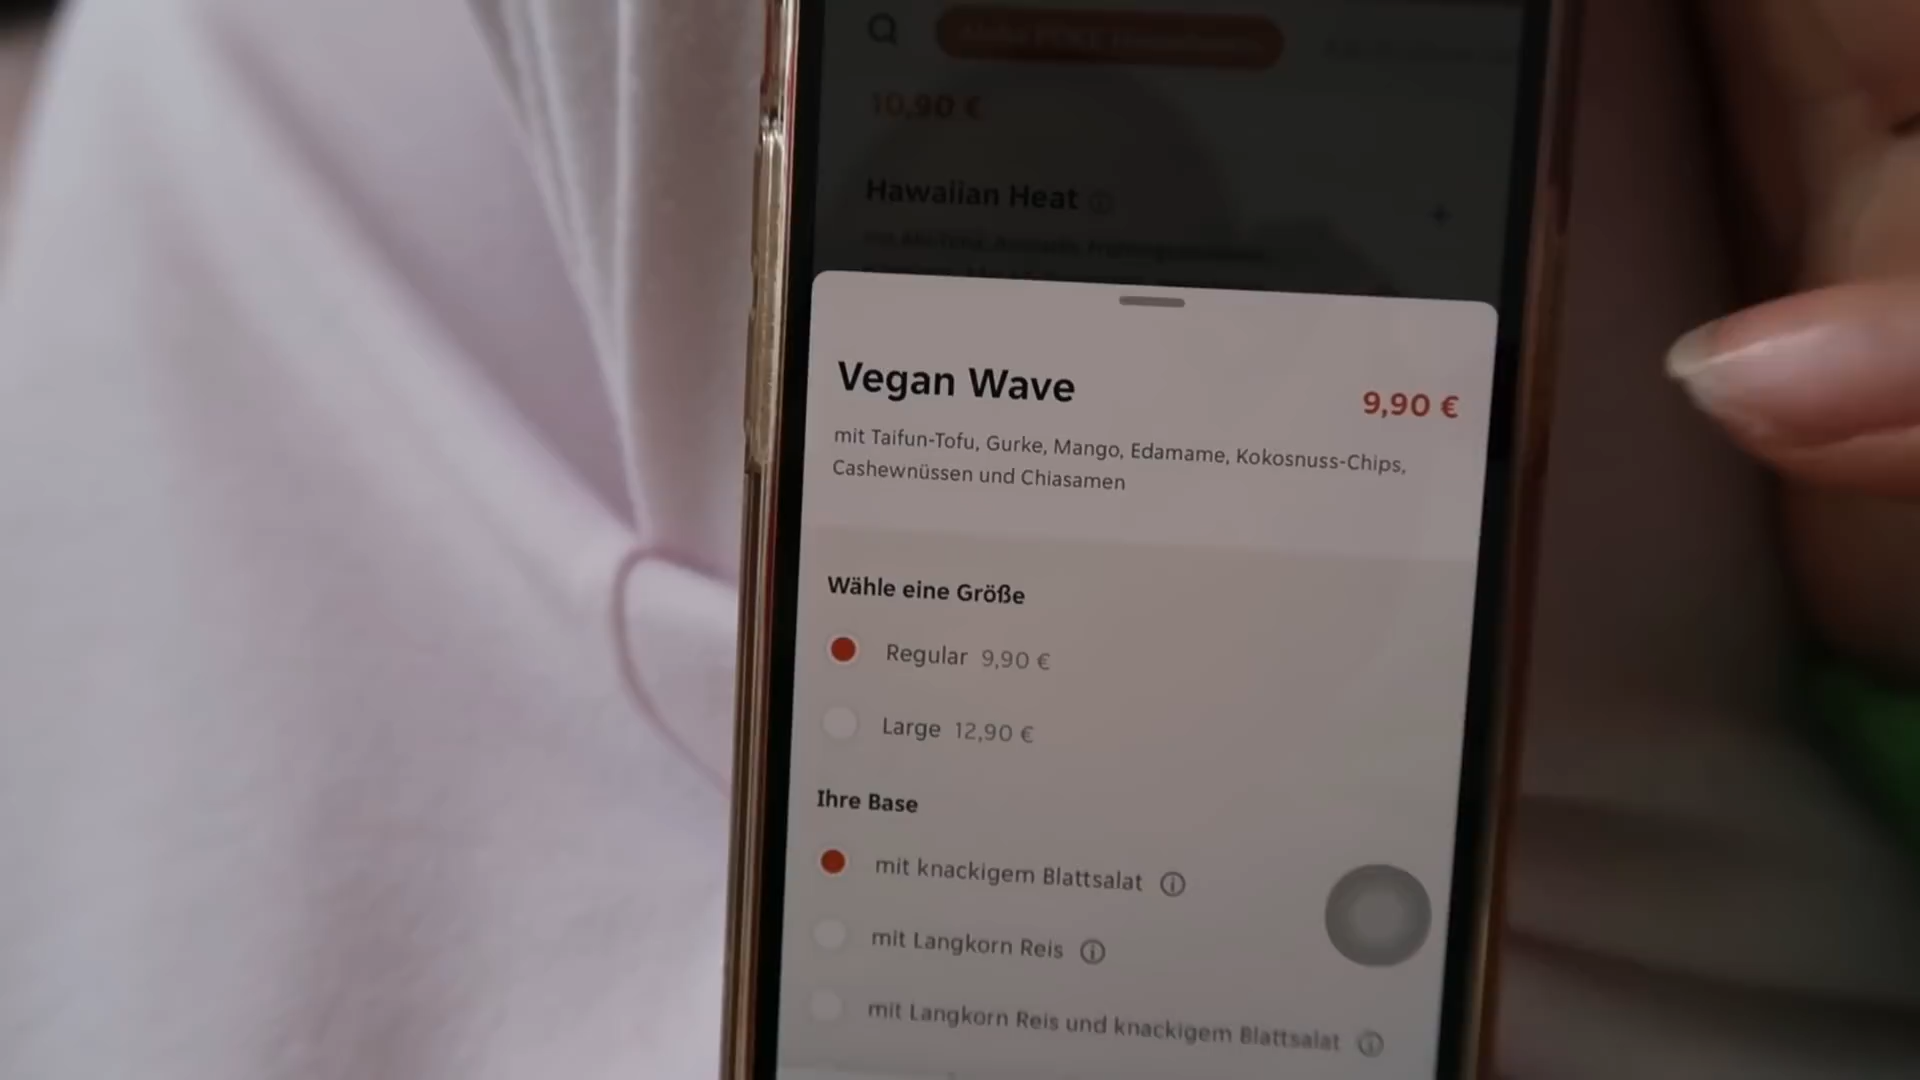 10,90 €
Hawaiian Heat
Vegan Wave
9,90 €
mit Taifun-Tofu, Gurke, Mango, Edamame, Kokosnuss-Chips,
Cashewnüssen und Chiasamen
Wähle eine Größe
Regular 9,90 €
Large 12,90 €
Ihre Base
mit knackigem Blattsalat
mit Langkorn Reis
mit Langkorn Reis und knackigem Blattsalat